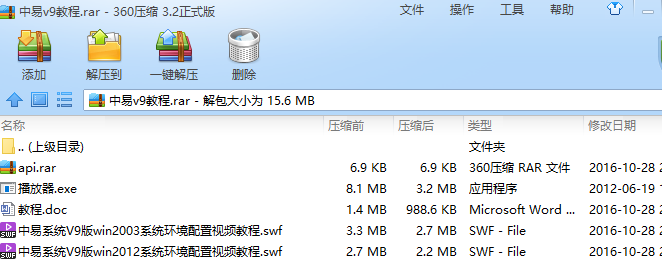 中易v9教程.rar - 360压缩 3.2正式版 文件 操作 工具 帮助
添加 解压到 一键解压 删除
中易v9教程.rar - 解包大小为 15.6 MB
名称 压缩前 压缩后 类型 修改日期
.. (上级目录) 文件夹
api.rar 6.9 KB 6.9 KB 360压缩 RAR 文件 2016-10-28 2
播放器.exe 8.1 MB 3.2 MB 应用程序 2012-06-19 1
教程.doc 1.4 MB 988.6 KB Microsoft Word ... 2016-10-28 2
中易系统V9版win2003系统环境配置视频教程.swf 3.3 MB 2.7 MB SWF - File 2016-10-28 2
中易系统V9版win2012系统环境配置视频教程.swf 2.7 MB 2.2 MB SWF - File 2016-10-28 2